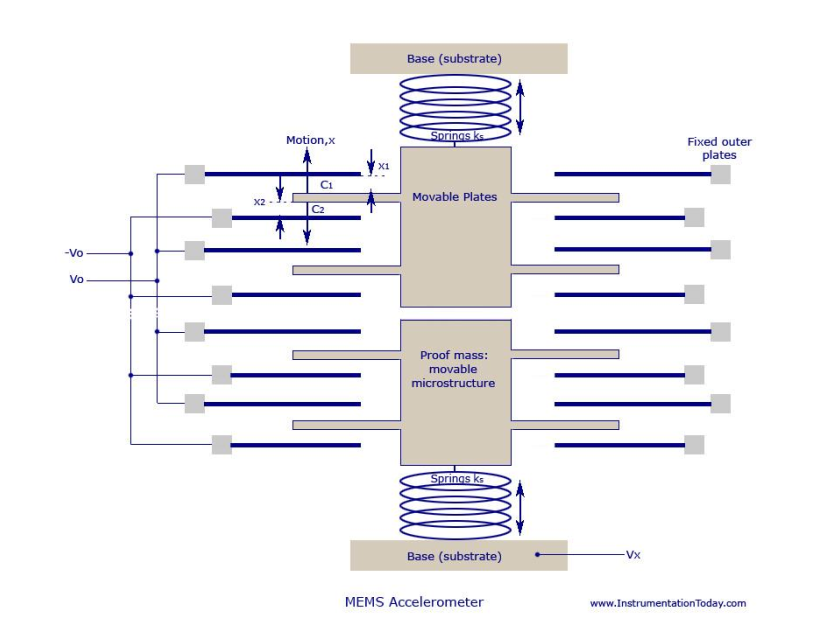 Base (substrate)
Springs ks
Motion,x
Fixed outer
plates
x1
C1
Movable Plates
x2
C2
-Vo
Vo
Proof mass:
movable
microstructure
Springs ks
Base (substrate)
Vx
MEMS Accelerometer
www.InstrumentationToday.com